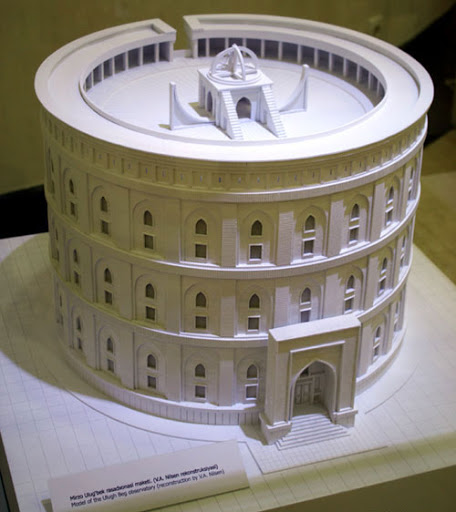 Mirzo Ulug'bek rasadxonasi maketi. (V.A. Nilsen rekonstruksiyasi)
Model of the Ulugh Beg observatory (reconstruction by V.A. Nilsen)